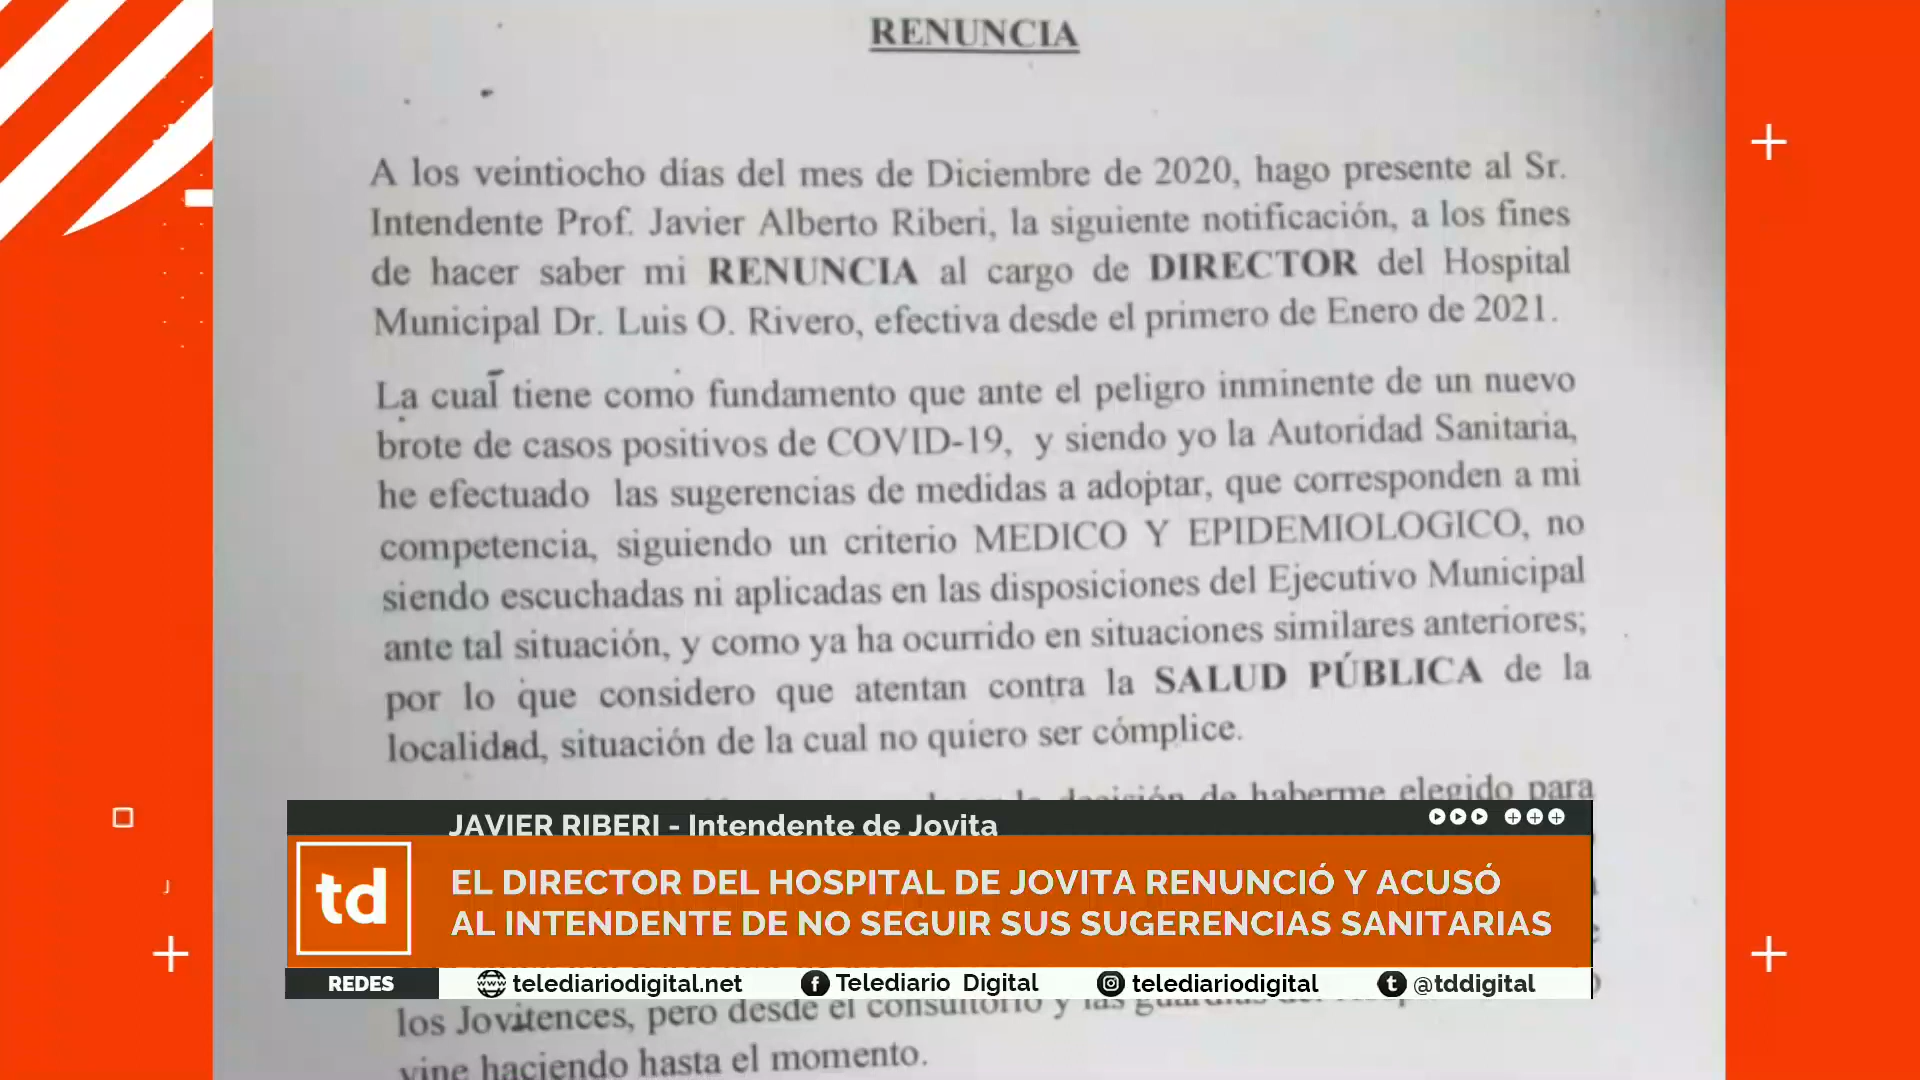 RENUNCIA
A los veintiocho días del mes de Diciembre de 2020, hago presente al Sr.
Intendente Prof. Javier Alberto Riberi, la siguiente notificación, a los fines
de hacer saber mi RENUNCIA al cargo de DIRECTOR del Hospital
Municipal Dr. Luis O. Rivero, efectiva desde el primero de Enero de 2021.
La cual tiene como fundamento que ante el peligro inminente de un nuevo
brote de casos positivos de COVID-19, y siendo yo la Autoridad Sanitaria,
he efectuado las sugerencias de medidas a adoptar, que corresponden a mi
competencia, siguiendo un criterio MEDICO Y EPIDEMIOLOGICO, no
siendo escuchadas ni aplicadas en las disposiciones del Ejecutivo Municipal
ante tal situación, y como ya ha ocurrido en situaciones similares anteriores;
por lo que considero que atentan contra la SALUD PÚBLICA de la
localidad, situación de la cual no quiero ser cómplice.
la decisión de haberme elegido para
JAVIER RIBERI - Intendente de Jovita
td
EL DIRECTOR DEL HOSPITAL DE JOVITA RENUNCIÓ Y ACUSÓ
AL INTENDENTE DE NO SEGUIR SUS SUGERENCIAS SANITARIAS
REDES telediariodigital.net Telediario Digital telediariodigital @tddigital
los Jovitences, pero desde el consultorio y las guardias
vine haciendo hasta el momento.